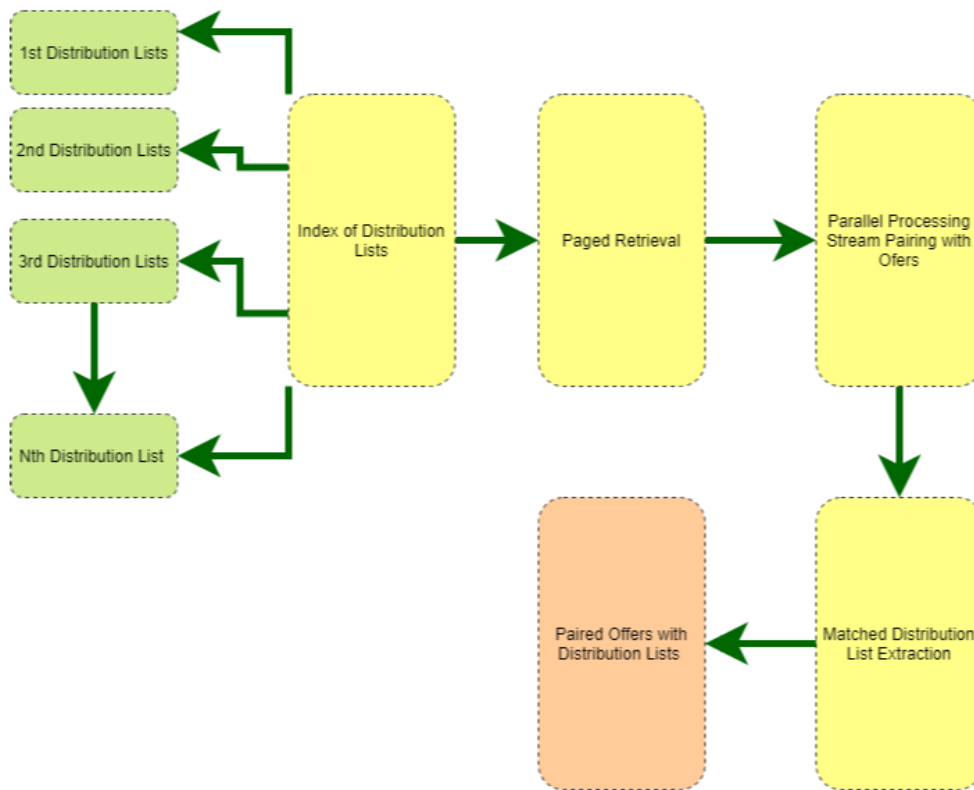 1st Distribution Lists
2nd Distribution Lists
3rd Distribution Lists
Nth Distribution List
Index of Distribution
Lists
Paged Retrieval
Parallel Processing
Stream Pairing with
Ofers
Matched Distribution
List Extraction
Paired Offers with
Distribution Lists